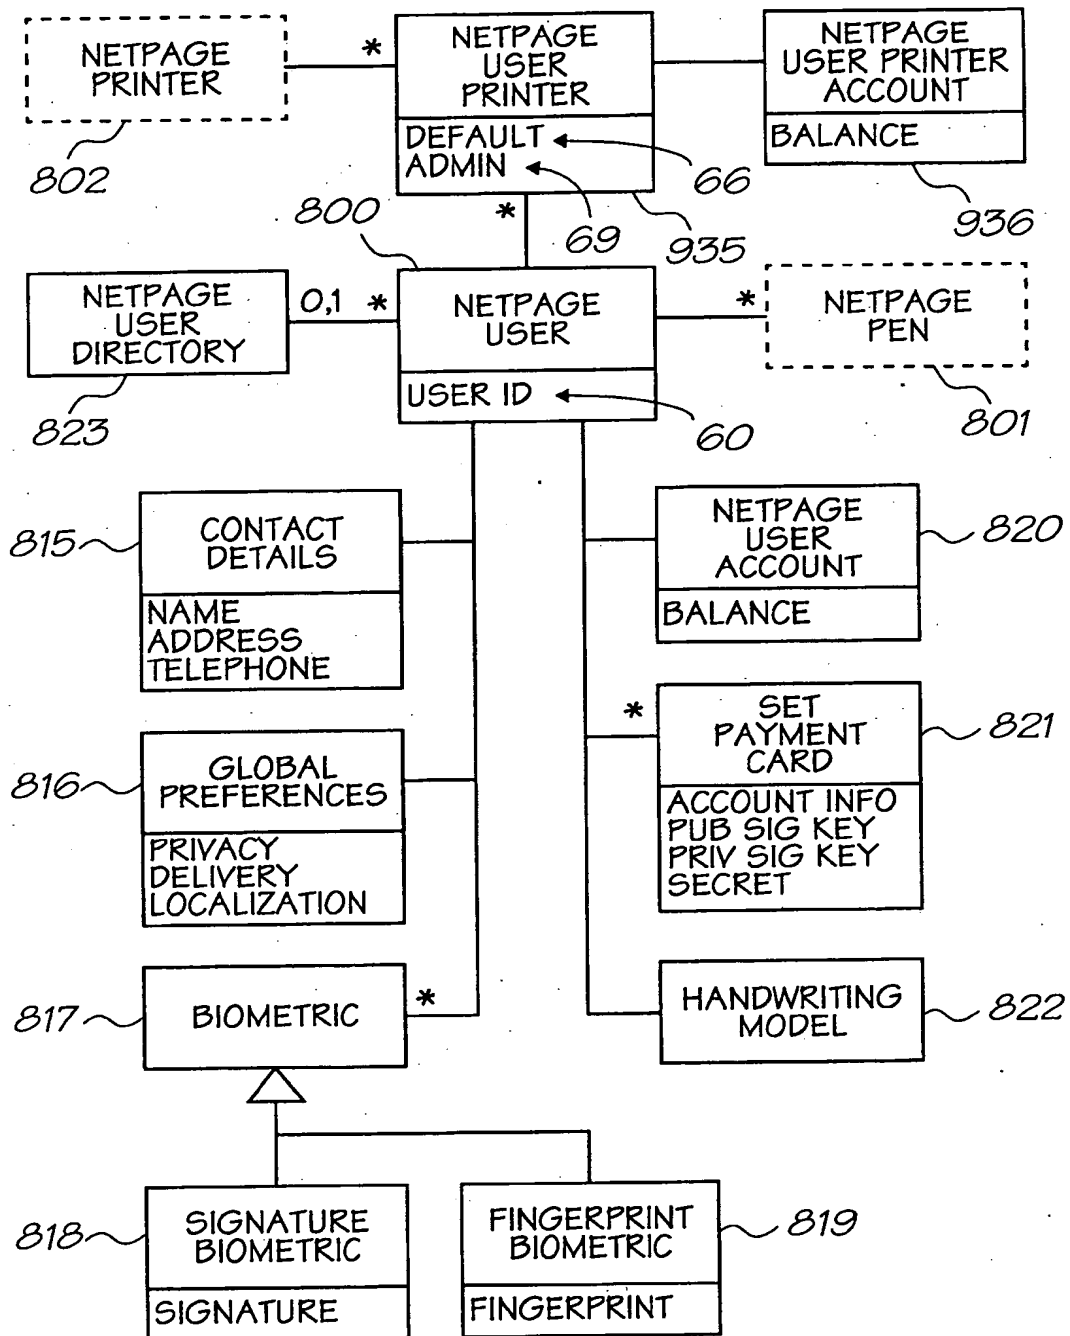 NETPAGE
PRINTER
802
*
NETPAGE
USER
PRINTER
DEFAULT
ADMIN
66
69
935
NETPAGE
USER PRINTER
ACCOUNT
BALANCE
936
*
800
NETPAGE
USER
DIRECTORY
823
0,1
*
NETPAGE
USER
USER ID
60
*
NETPAGE
PEN
801
815
CONTACT
DETAILS
NAME
ADDRESS
TELEPHONE
NETPAGE
USER
ACCOUNT
BALANCE
820
816
GLOBAL
PREFERENCES
PRIVACY
DELIVERY
LOCALIZATION
*
SET
PAYMENT
CARD
ACCOUNT INFO
PUB SIG KEY
PRIV SIG KEY
SECRET
821
817
BIOMETRIC
*
HANDWRITING
MODEL
822
818
SIGNATURE
BIOMETRIC
SIGNATURE
FINGERPRINT
BIOMETRIC
FINGERPRINT
819